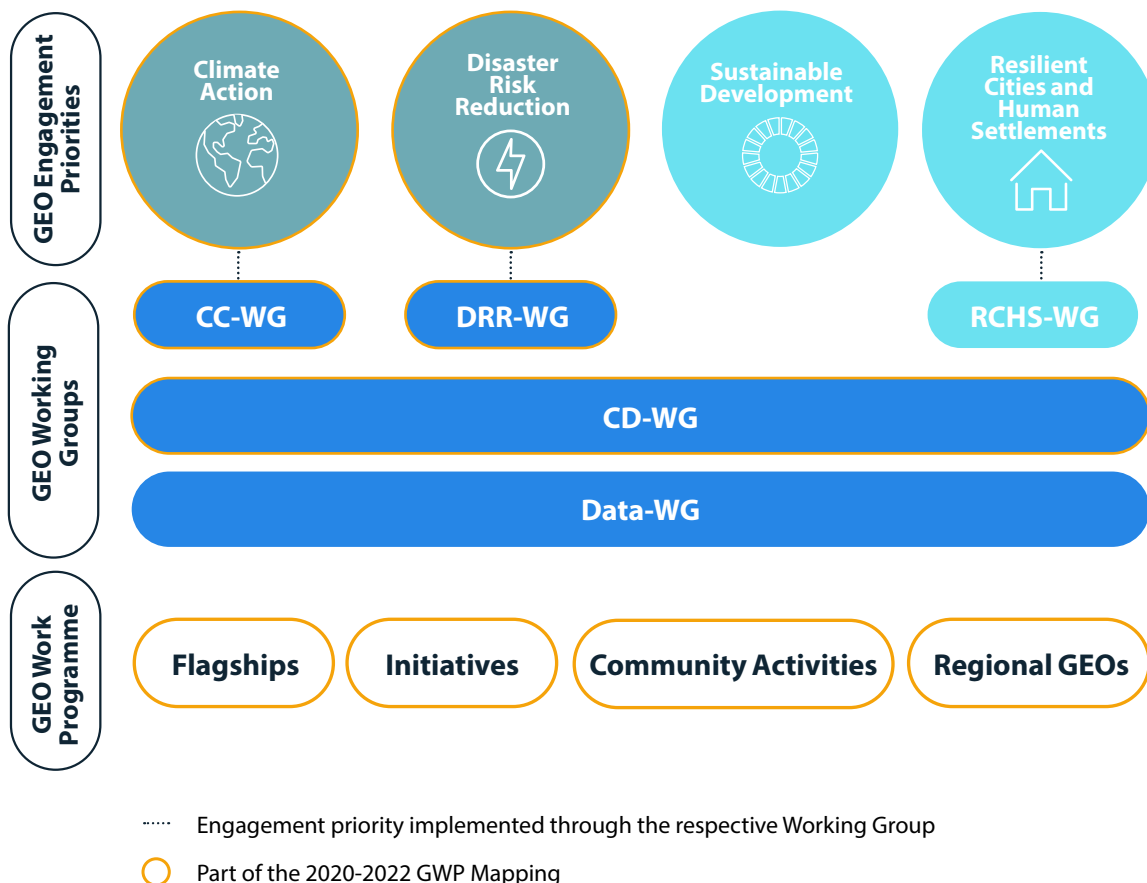 GEO Engagement
Priorities
Climate
Action
Disaster
Risk
Reduction
Sustainable
Development
Resilient
Cities and
Human
Settlements
GEO Working
Groups
CC-WG
DRR-WG
RCHS-WG
CD-WG
Data-WG
GEO Work
Programme
Flagships
Initiatives
Community Activities
Regional GEOs
Engagement priority implemented through the respective Working Group
Part of the 2020-2022 GWP Mapping